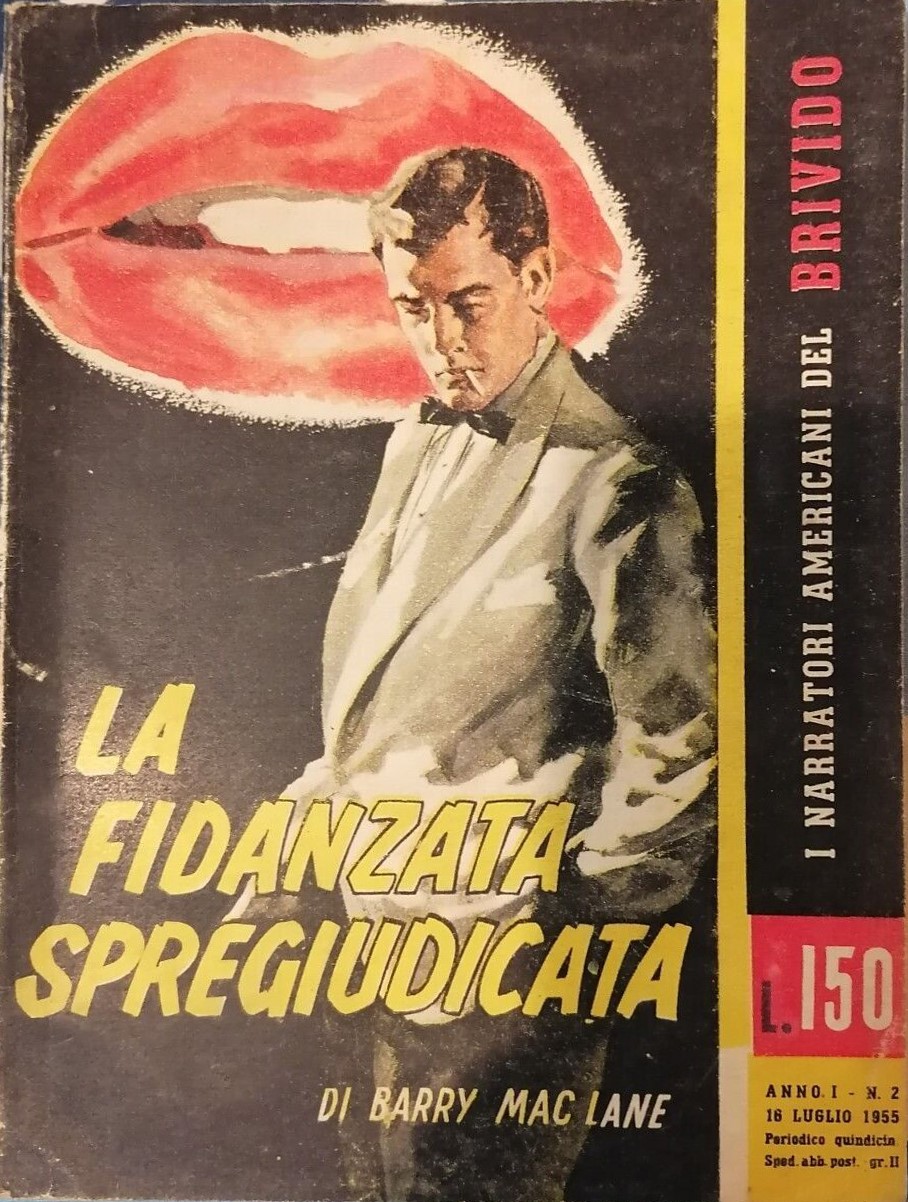 LA
FIDANZATA
SPREGIUDICATA
DI BARRY MAC LANE
I NARRATORI AMERICANI DEL BRIVIDO
L. 150
ANNO. I - N. 2
16 LUGLIO 1955
Periodico quindicin
Sped. abb. post. gr. II